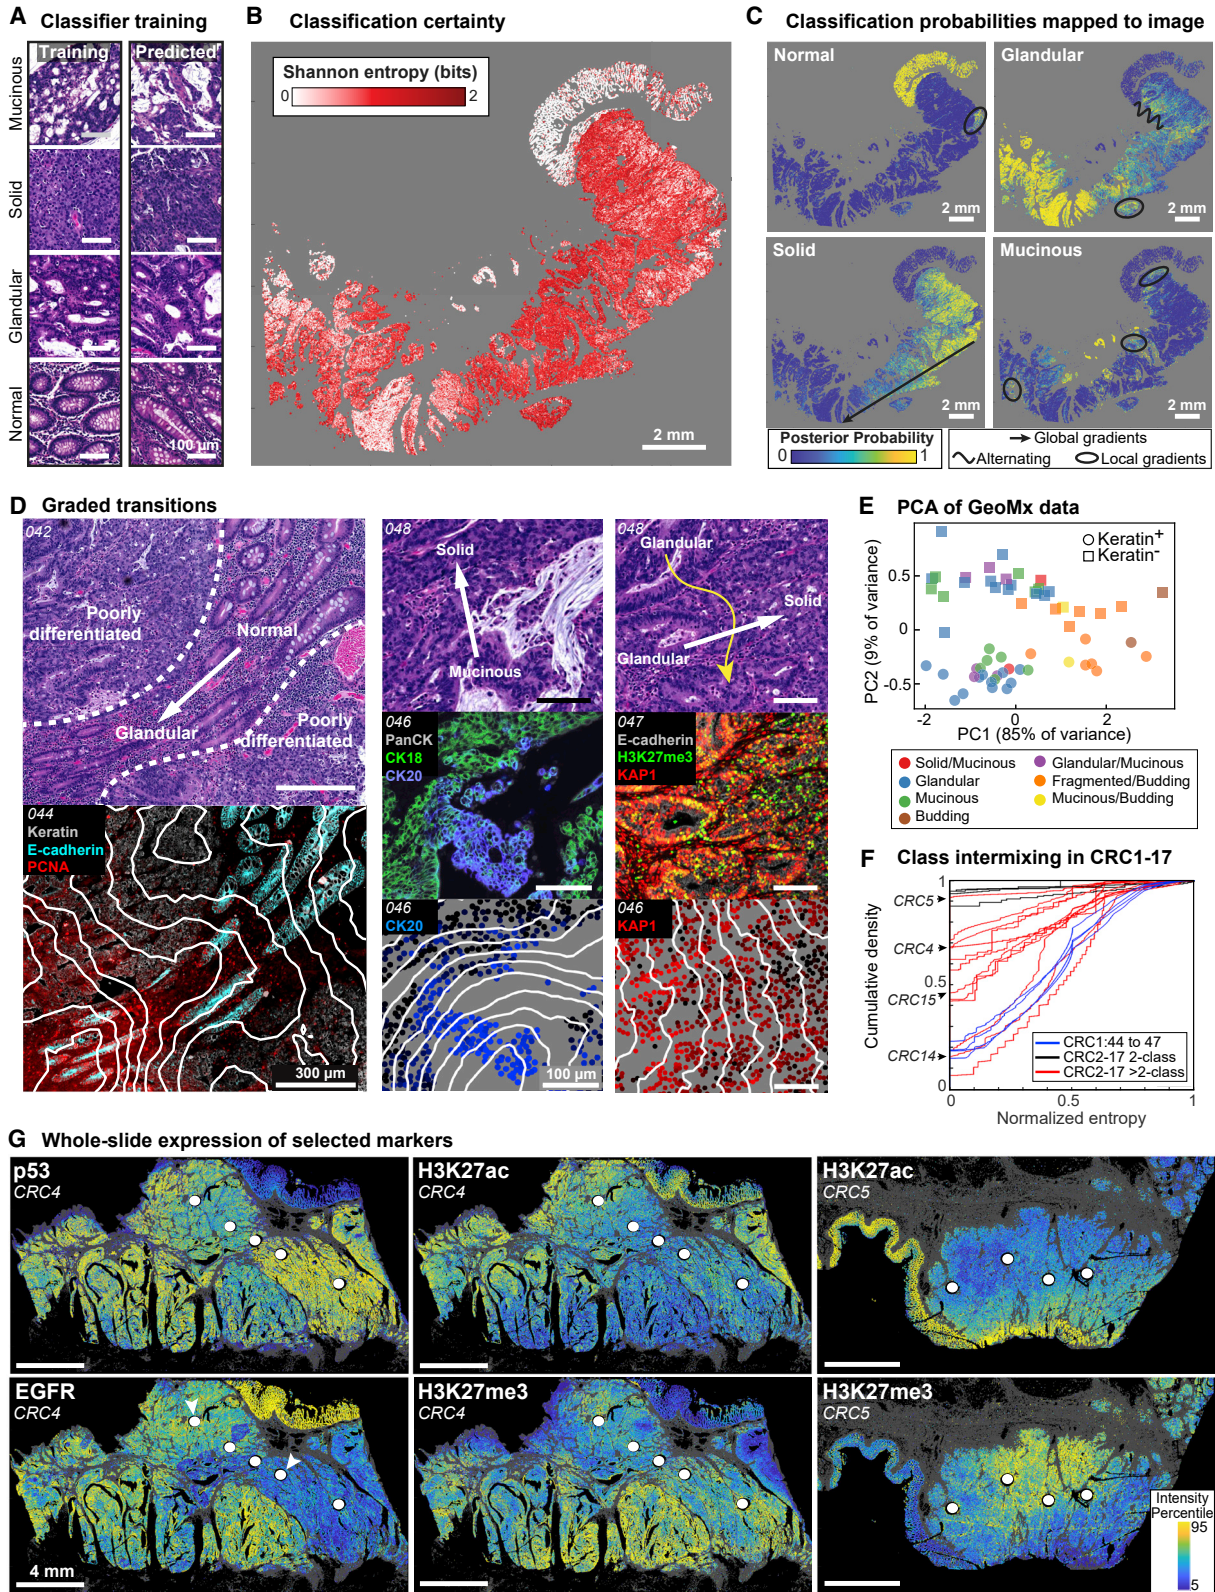 A Classifier training
Training Predicted
Mucinous
Solid
Glandular
Normal
100 µm
B Classification certainty
Shannon entropy (bits)
0 2
2 mm
C Classification probabilities mapped to image
Normal
2 mm
Glandular
2 mm
Solid
2 mm
Mucinous
2 mm
Posterior Probability
0 1
Global gradients
Alternating Local gradients
D Graded transitions
042
Poorly
differentiated
Normal
Glandular
Poorly
differentiated
044
Keratin
E-cadherin
PCNA
300 µm
048
Solid
Mucinous
046
PanCK
CK18
CK20
046
CK20
100 µm
048
Glandular
Solid
Glandular
047
E-cadherin
H3K27me3
KAP1
046
KAP1
E PCA of GeoMx data
Keratin+
Keratin-
PC2 (9% of variance)
0.5
0
-0.5
-2 0 2
PC1 (85% of variance)
Solid/Mucinous
Glandular
Mucinous
Budding
Glandular/Mucinous
Fragmented/Budding
Mucinous/Budding
F Class intermixing in CRC1-17
Cumulative density
1
0.5
0
CRC5
CRC4
CRC15
CRC14
CRC1:44 to 47
CRC2-17 2-class
CRC2-17 >2-class
0 0.5 1
Normalized entropy
G Whole-slide expression of selected markers
p53
CRC4
H3K27ac
CRC4
H3K27ac
CRC5
EGFR
CRC4
4 mm
H3K27me3
CRC4
H3K27me3
CRC5
Intensity
Percentile
95
5